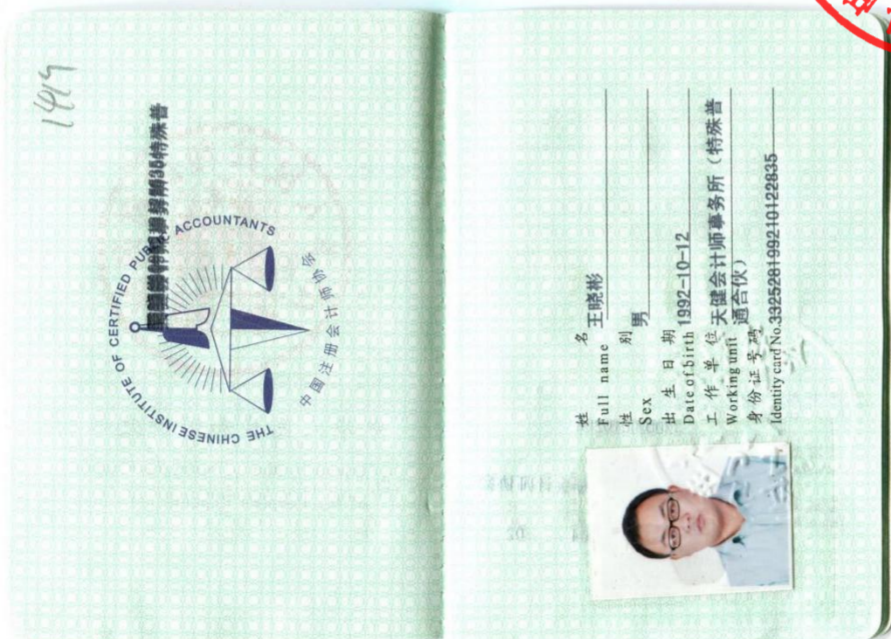 1419
THE CHINESE INSTITUTE OF CERTIFIED PUBLIC ACCOUNTANTS
中国注册会计师协会
姓 名 王晓彬
Full name
性 别 男
Sex
出 生 日 期 1992-10-12
Date of birth
工 作 单 位 天健会计师事务所（特殊普
Working unit 通合伙）
身份证号码 332528199210122835
Identity card No.